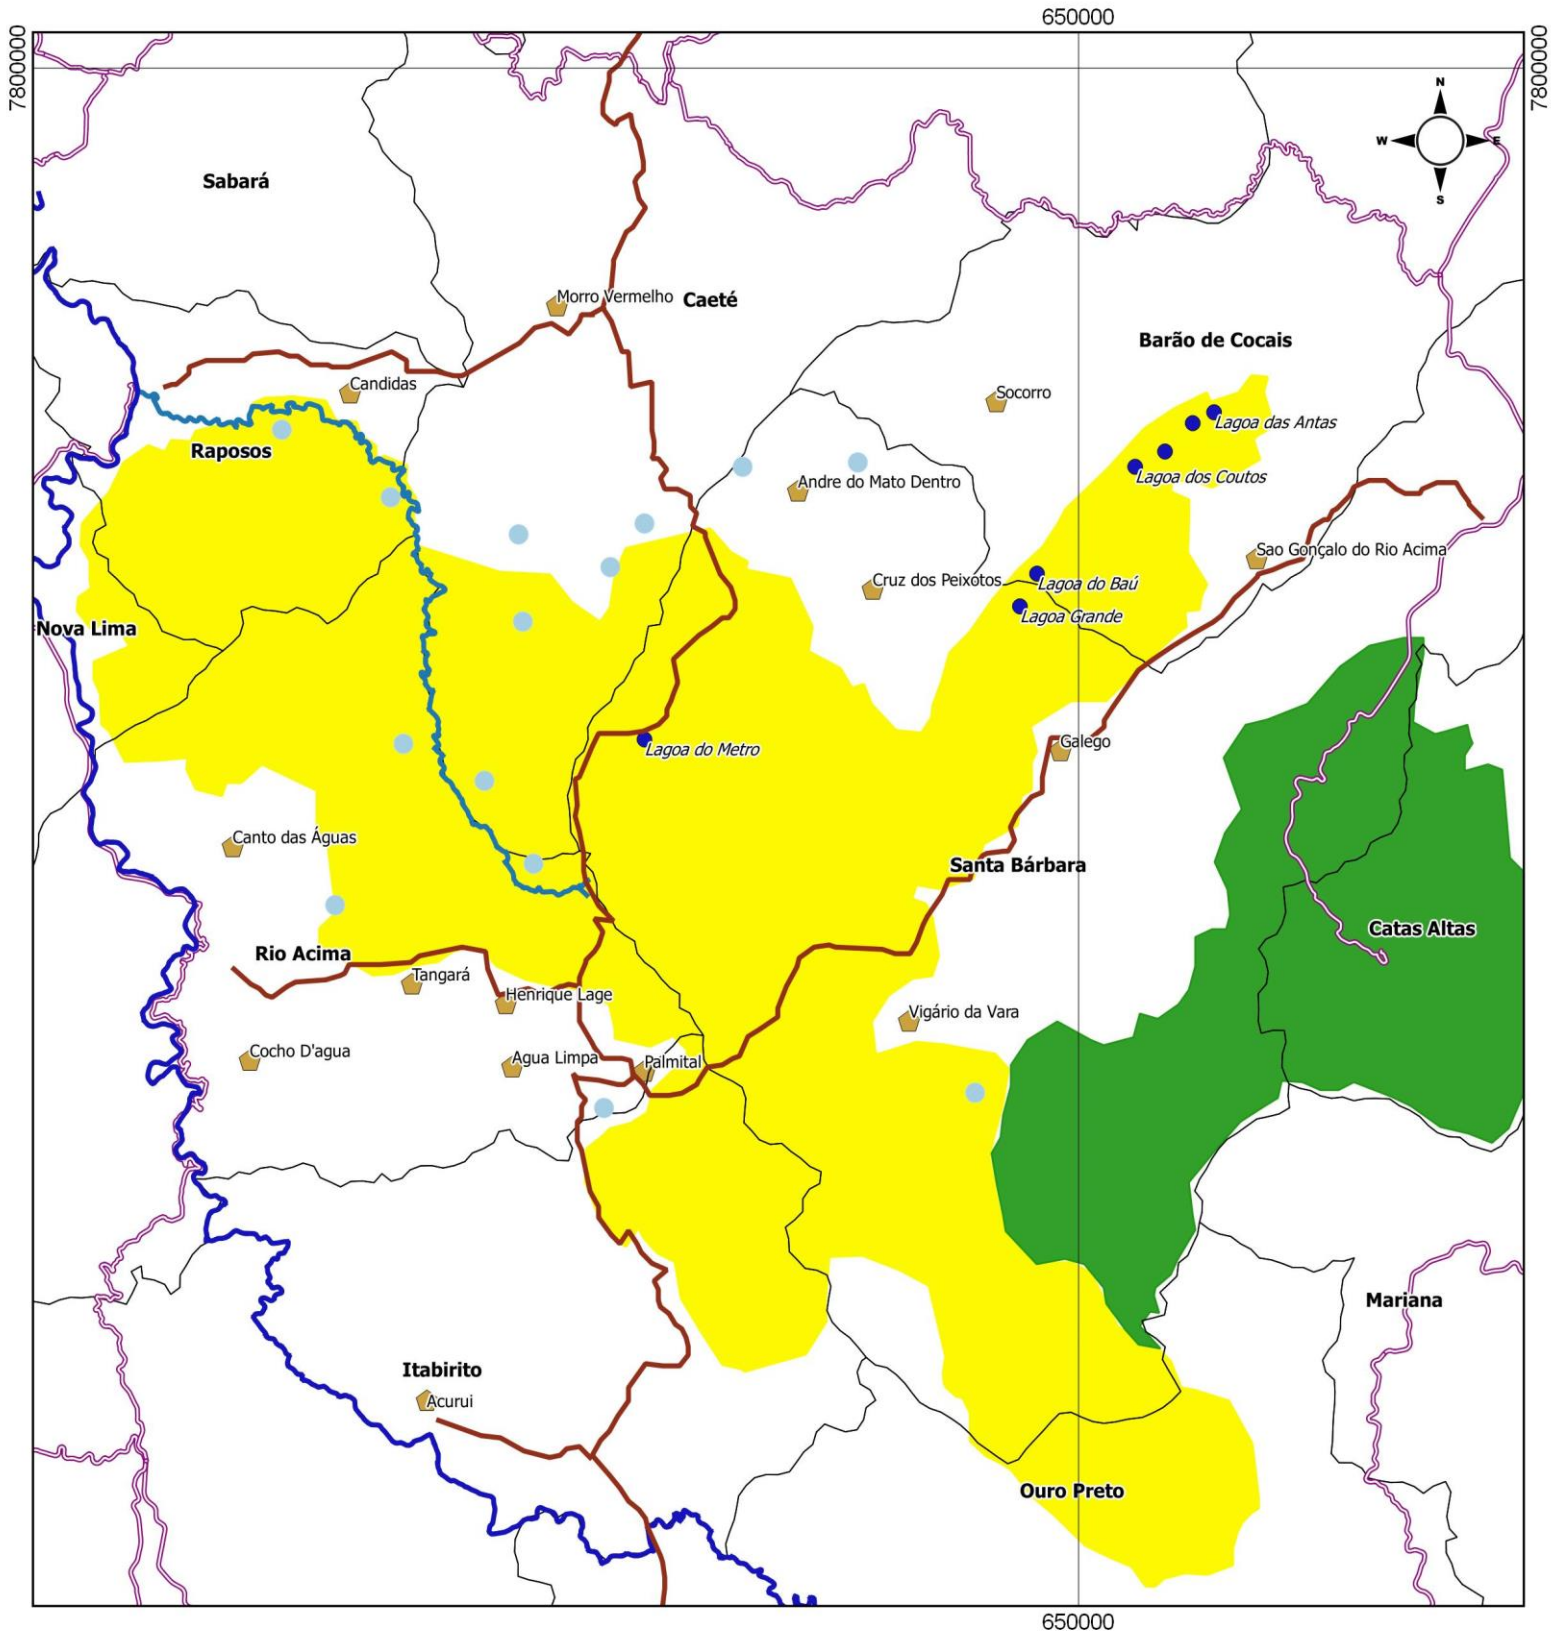 650000
7800000
7800000
N
W
E
S
Sabará
Morro Vermelho
Caeté
Barão de Cocais
Candidas
Socorro
Lagoa das Antas
Raposos
Lagoa dos Coutos
Andre do Mato Dentro
Sao Gonçalo do Rio Acima
Cruz dos Peixotos
Lagoa do Baú
Lagoa Grande
Nova Lima
Galego
Lagoa do Metro
Canto das Águas
Santa Bárbara
Catas Altas
Rio Acima
Tangará
Henrique Lage
Vigário da Vara
Cocho D'agua
Agua Limpa
Palmital
Mariana
Itabirito
Acurui
Ouro Preto
650000